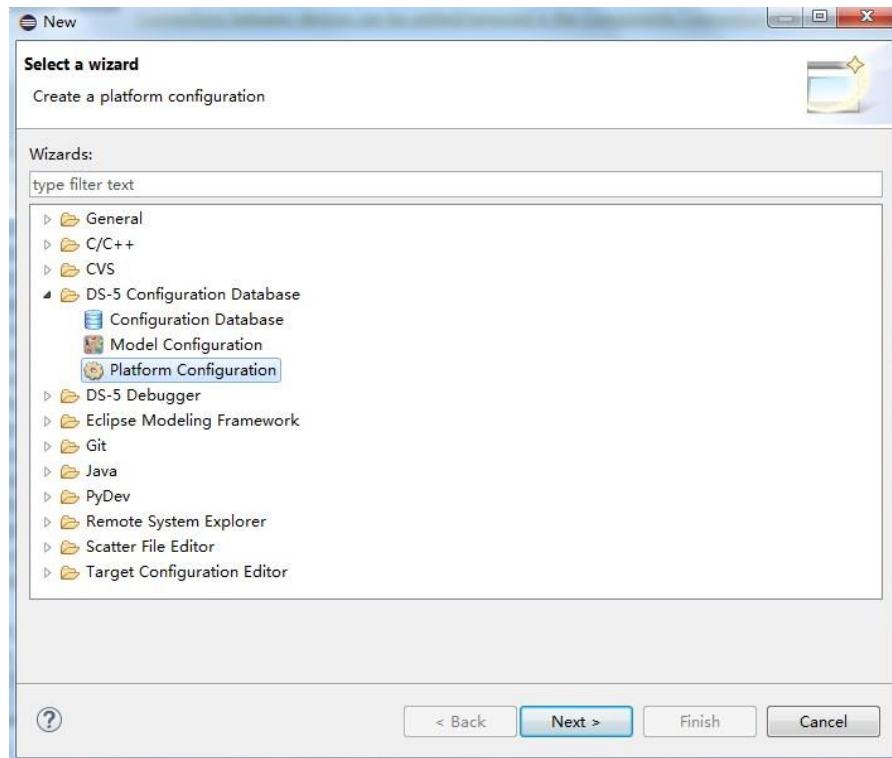 New
Select a wizard
Create a platform configuration
Wizards:
type filter text
General
C/C++
CVS
DS-5 Configuration Database
Configuration Database
Model Configuration
Platform Configuration
DS-5 Debugger
Eclipse Modeling Framework
Git
Java
PyDev
Remote System Explorer
Scatter File Editor
Target Configuration Editor
?
< Back Next > Finish Cancel